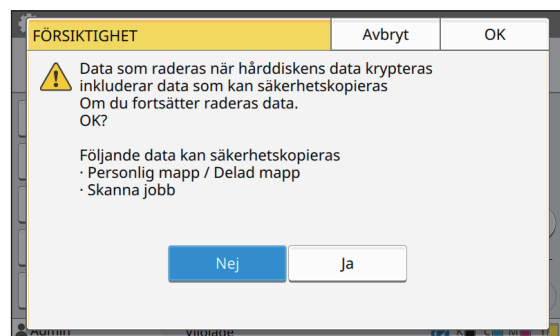 FÖRSIKTIGHET
Avbryt
OK
Data som raderas när hårddiskens data krypteras
inkluderar data som kan säkerhetskopieras
Om du fortsätter raderas data.
OK?
Följande data kan säkerhetskopieras
· Personlig mapp / Delad mapp
· Skanna jobb
Nej
Ja
Admin
Viloläge